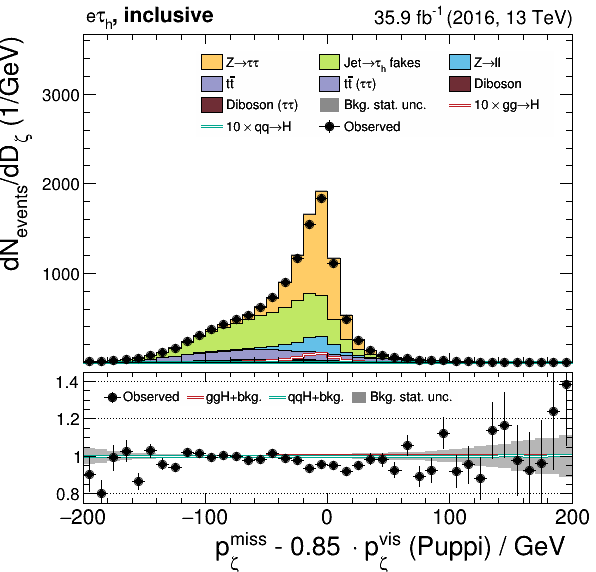 eτh, inclusive 35.9 fb⁻¹ (2016, 13 TeV)
Z→ττ Jet→τh fakes Z→ll
tt̄ tt̄ (ττ) Diboson
Diboson (ττ) Bkg. stat. unc. 10 × gg→H
10 × qq→H Observed
dNevents/dDζ (1/GeV)
3000
2000
1000
Observed ggH+bkg. qqH+bkg. Bkg. stat. unc.
1.4
1.2
1
0.8
−200 −100 0 100 200
pζmiss - 0.85 · pζvis (Puppi) / GeV